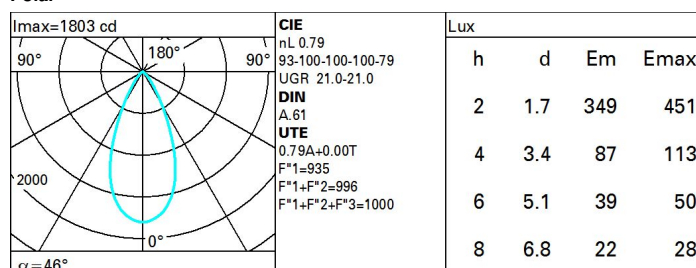 Imax=1803 cd
90°
180°
90°
2000
0°
α=46°
CIE
nL 0.79
93-100-100-100-79
UGR 21.0-21.0
DIN
A.61
UTE
0.79A+0.00T
F"1=935
F"1+F"2=996
F"1+F"2+F"3=1000
Lux
h d Em Emax
2 1.7 349 451
4 3.4 87 113
6 5.1 39 50
8 6.8 22 28